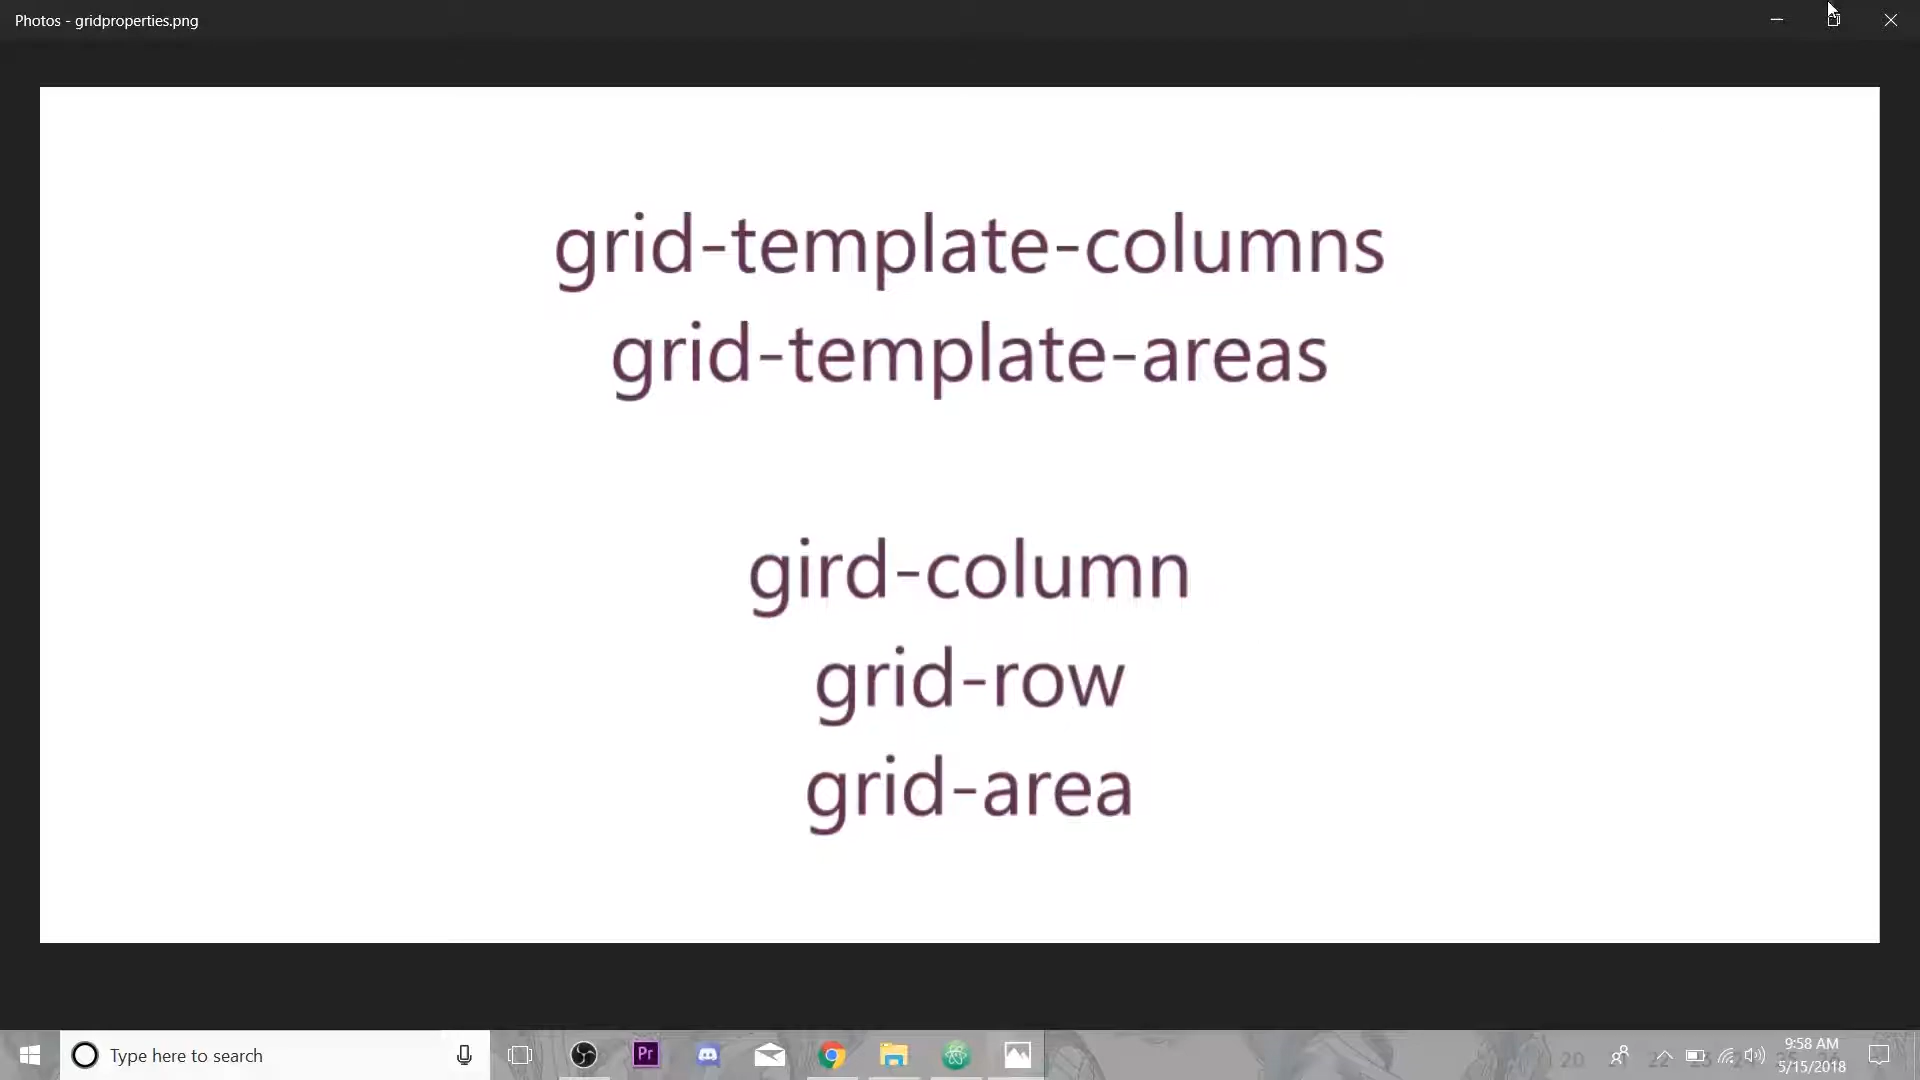 Photos - gridproperties.png
grid-template-columns
grid-template-areas
gird-column
grid-row
grid-area
Type here to search
Pr
9:58 AM
5/15/2018